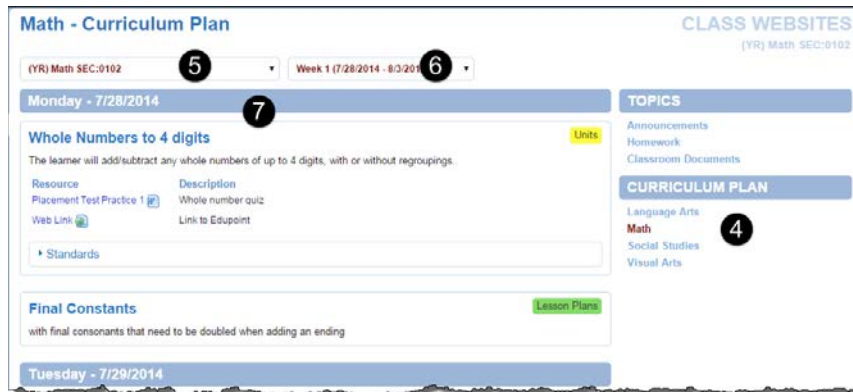 Math - Curriculum Plan
CLASS WEBSITES
(YR) Math SEC:0102
(YR) Math SEC:0102 5
Week 1 (7/28/2014 - 8/3/201 6
Monday - 7/28/2014 7
Whole Numbers to 4 digits
Units
The learner will add/subtract any whole numbers of up to 4 digits, with or without regroupings.
Resource Description
Placement Test Practice 1 Whole number quiz
Web Link Link to Edupoint
Standards
Final Constants
Lesson Plans
with final consonants that need to be doubled when adding an ending
Tuesday - 7/29/2014
TOPICS
Announcements
Homework
Classroom Documents
CURRICULUM PLAN
Language Arts
Math 4
Social Studies
Visual Arts